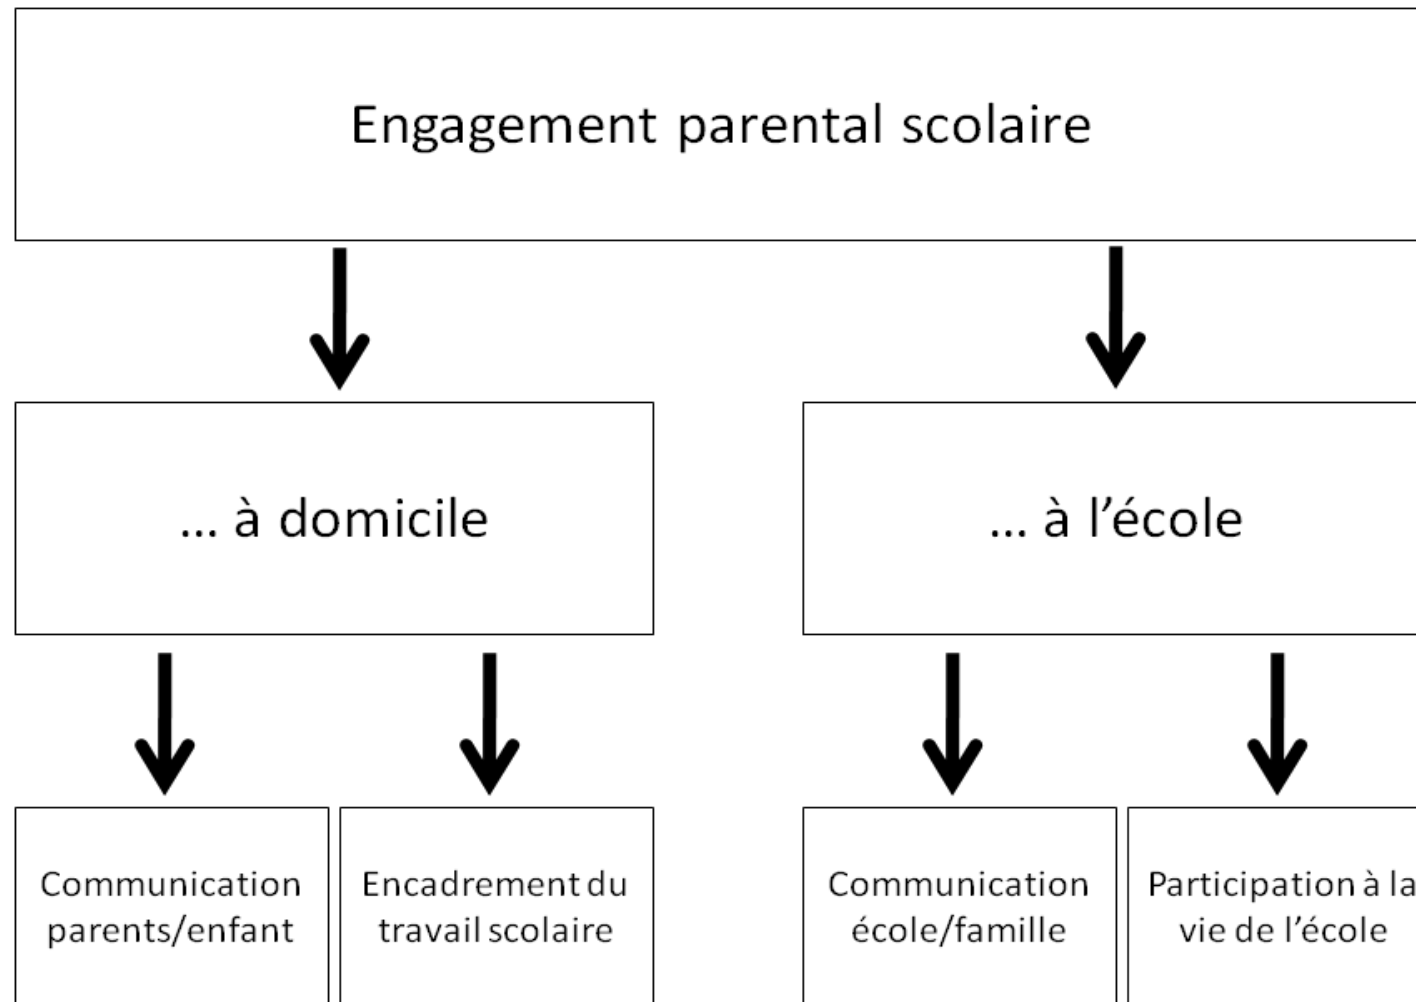 Engagement parental scolaire
... à domicile
... à l’école
Communication
parents/enfant
Encadrement du
travail scolaire
Communication
école/famille
Participation à la
vie de l’école